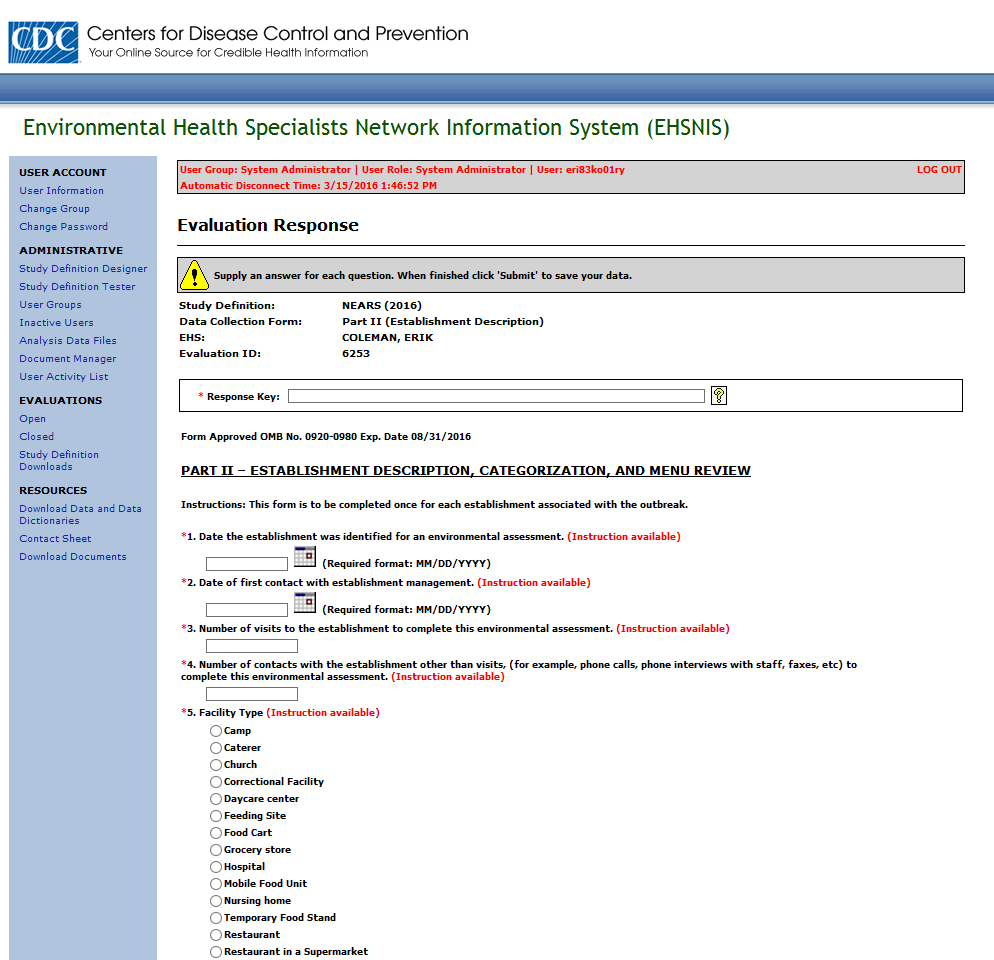 CDC Centers for Disease Control and Prevention
Your Online Source for Credible Health Information
Environmental Health Specialists Network Information System (EHSNIS)
USER ACCOUNT
User Information
Change Group
Change Password
ADMINISTRATIVE
Study Definition Designer
Study Definition Tester
User Groups
Inactive Users
Analysis Data Files
Document Manager
User Activity List
EVALUATIONS
Open
Closed
Study Definition
Downloads
RESOURCES
Download Data and Data
Dictionaries
Contact Sheet
Download Documents
User Group: System Administrator | User Role: System Administrator | User: eri83ko01ry LOG OUT
Automatic Disconnect Time: 3/15/2016 1:46:52 PM
Evaluation Response
Supply an answer for each question. When finished click 'Submit' to save your data.
Study Definition: NEARS (2016)
Data Collection Form: Part II (Establishment Description)
EHS: COLEMAN, ERIK
Evaluation ID: 6253
* Response Key: ?
Form Approved OMB No. 0920-0980 Exp. Date 08/31/2016
PART II – ESTABLISHMENT DESCRIPTION, CATEGORIZATION, AND MENU REVIEW
Instructions: This form is to be completed once for each establishment associated with the outbreak.
*1. Date the establishment was identified for an environmental assessment. (Instruction available)
(Required format: MM/DD/YYYY)
*2. Date of first contact with establishment management. (Instruction available)
(Required format: MM/DD/YYYY)
*3. Number of visits to the establishment to complete this environmental assessment. (Instruction available)
*4. Number of contacts with the establishment other than visits, (for example, phone calls, phone interviews with staff, faxes, etc) to
complete this environmental assessment. (Instruction available)
*5. Facility Type (Instruction available)
Camp
Caterer
Church
Correctional Facility
Daycare center
Feeding Site
Food Cart
Grocery store
Hospital
Mobile Food Unit
Nursing home
Temporary Food Stand
Restaurant
Restaurant in a Supermarket